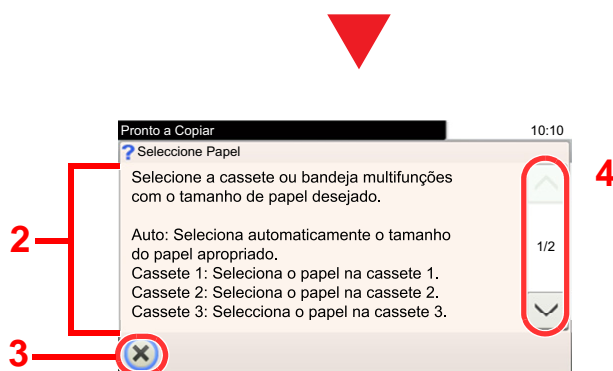 Pronto a Copiar 10:10
? Seleccione Papel
Selecione a cassete ou bandeja multifunções
com o tamanho de papel desejado.
Auto: Seleciona automaticamente o tamanho
do papel apropriado.
Cassete 1: Seleciona o papel na cassete 1.
Cassete 2: Seleciona o papel na cassete 2.
Cassete 3: Selecciona o papel na cassete 3.
1/2
2
3
4